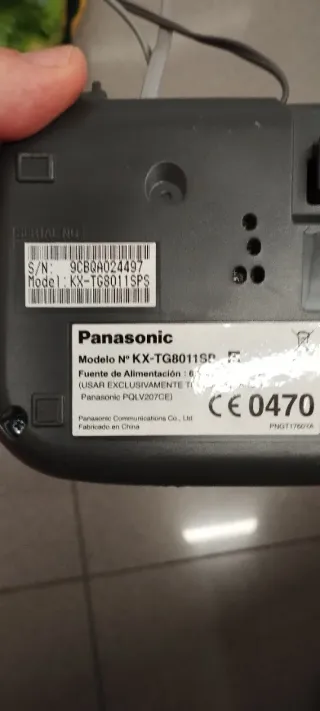 SERIAL NO.
S/N: 9CBQA024497
Model:KX-TG8011SPS
Panasonic
Modelo Nº KX-TG8011SP
Fuente de Alimentación : 6
(USAR EXCLUSIVAMENTE
Panasonic PQLV207CE)
CE 0470
Panasonic Communications Co., Ltd
Fabricado en China